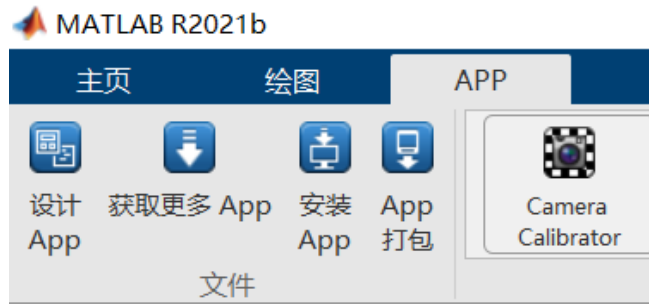 MATLAB R2021b
主页 绘图 APP
设计
App
获取更多 App
安装
App
App
打包
Camera
Calibrator
文件